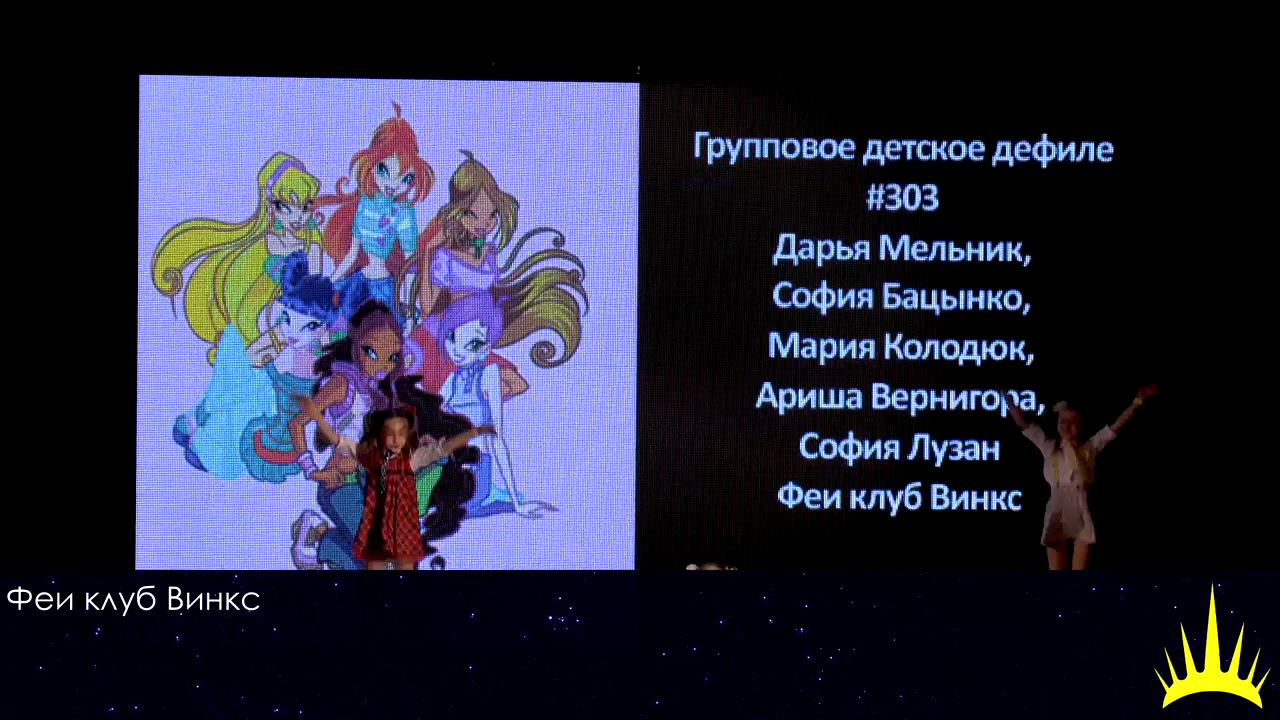 Групповое детское дефиле
#303
Дарья Мельник,
София Бацынко,
Мария Колодюк,
Ариша Вернигора,
София Лузан
Феи клуб Винкс
Феи клуб Винкс